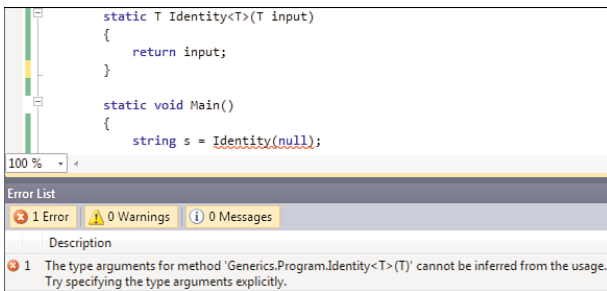 static T Identity<T>(T input)
{
return input;
}
static void Main()
{
string s = Identity(null);
100 %
Error List
1 Error 0 Warnings 0 Messages
Description
1 The type arguments for method 'Generics.Program.Identity<T>(T)' cannot be inferred from the usage.
Try specifying the type arguments explicitly.